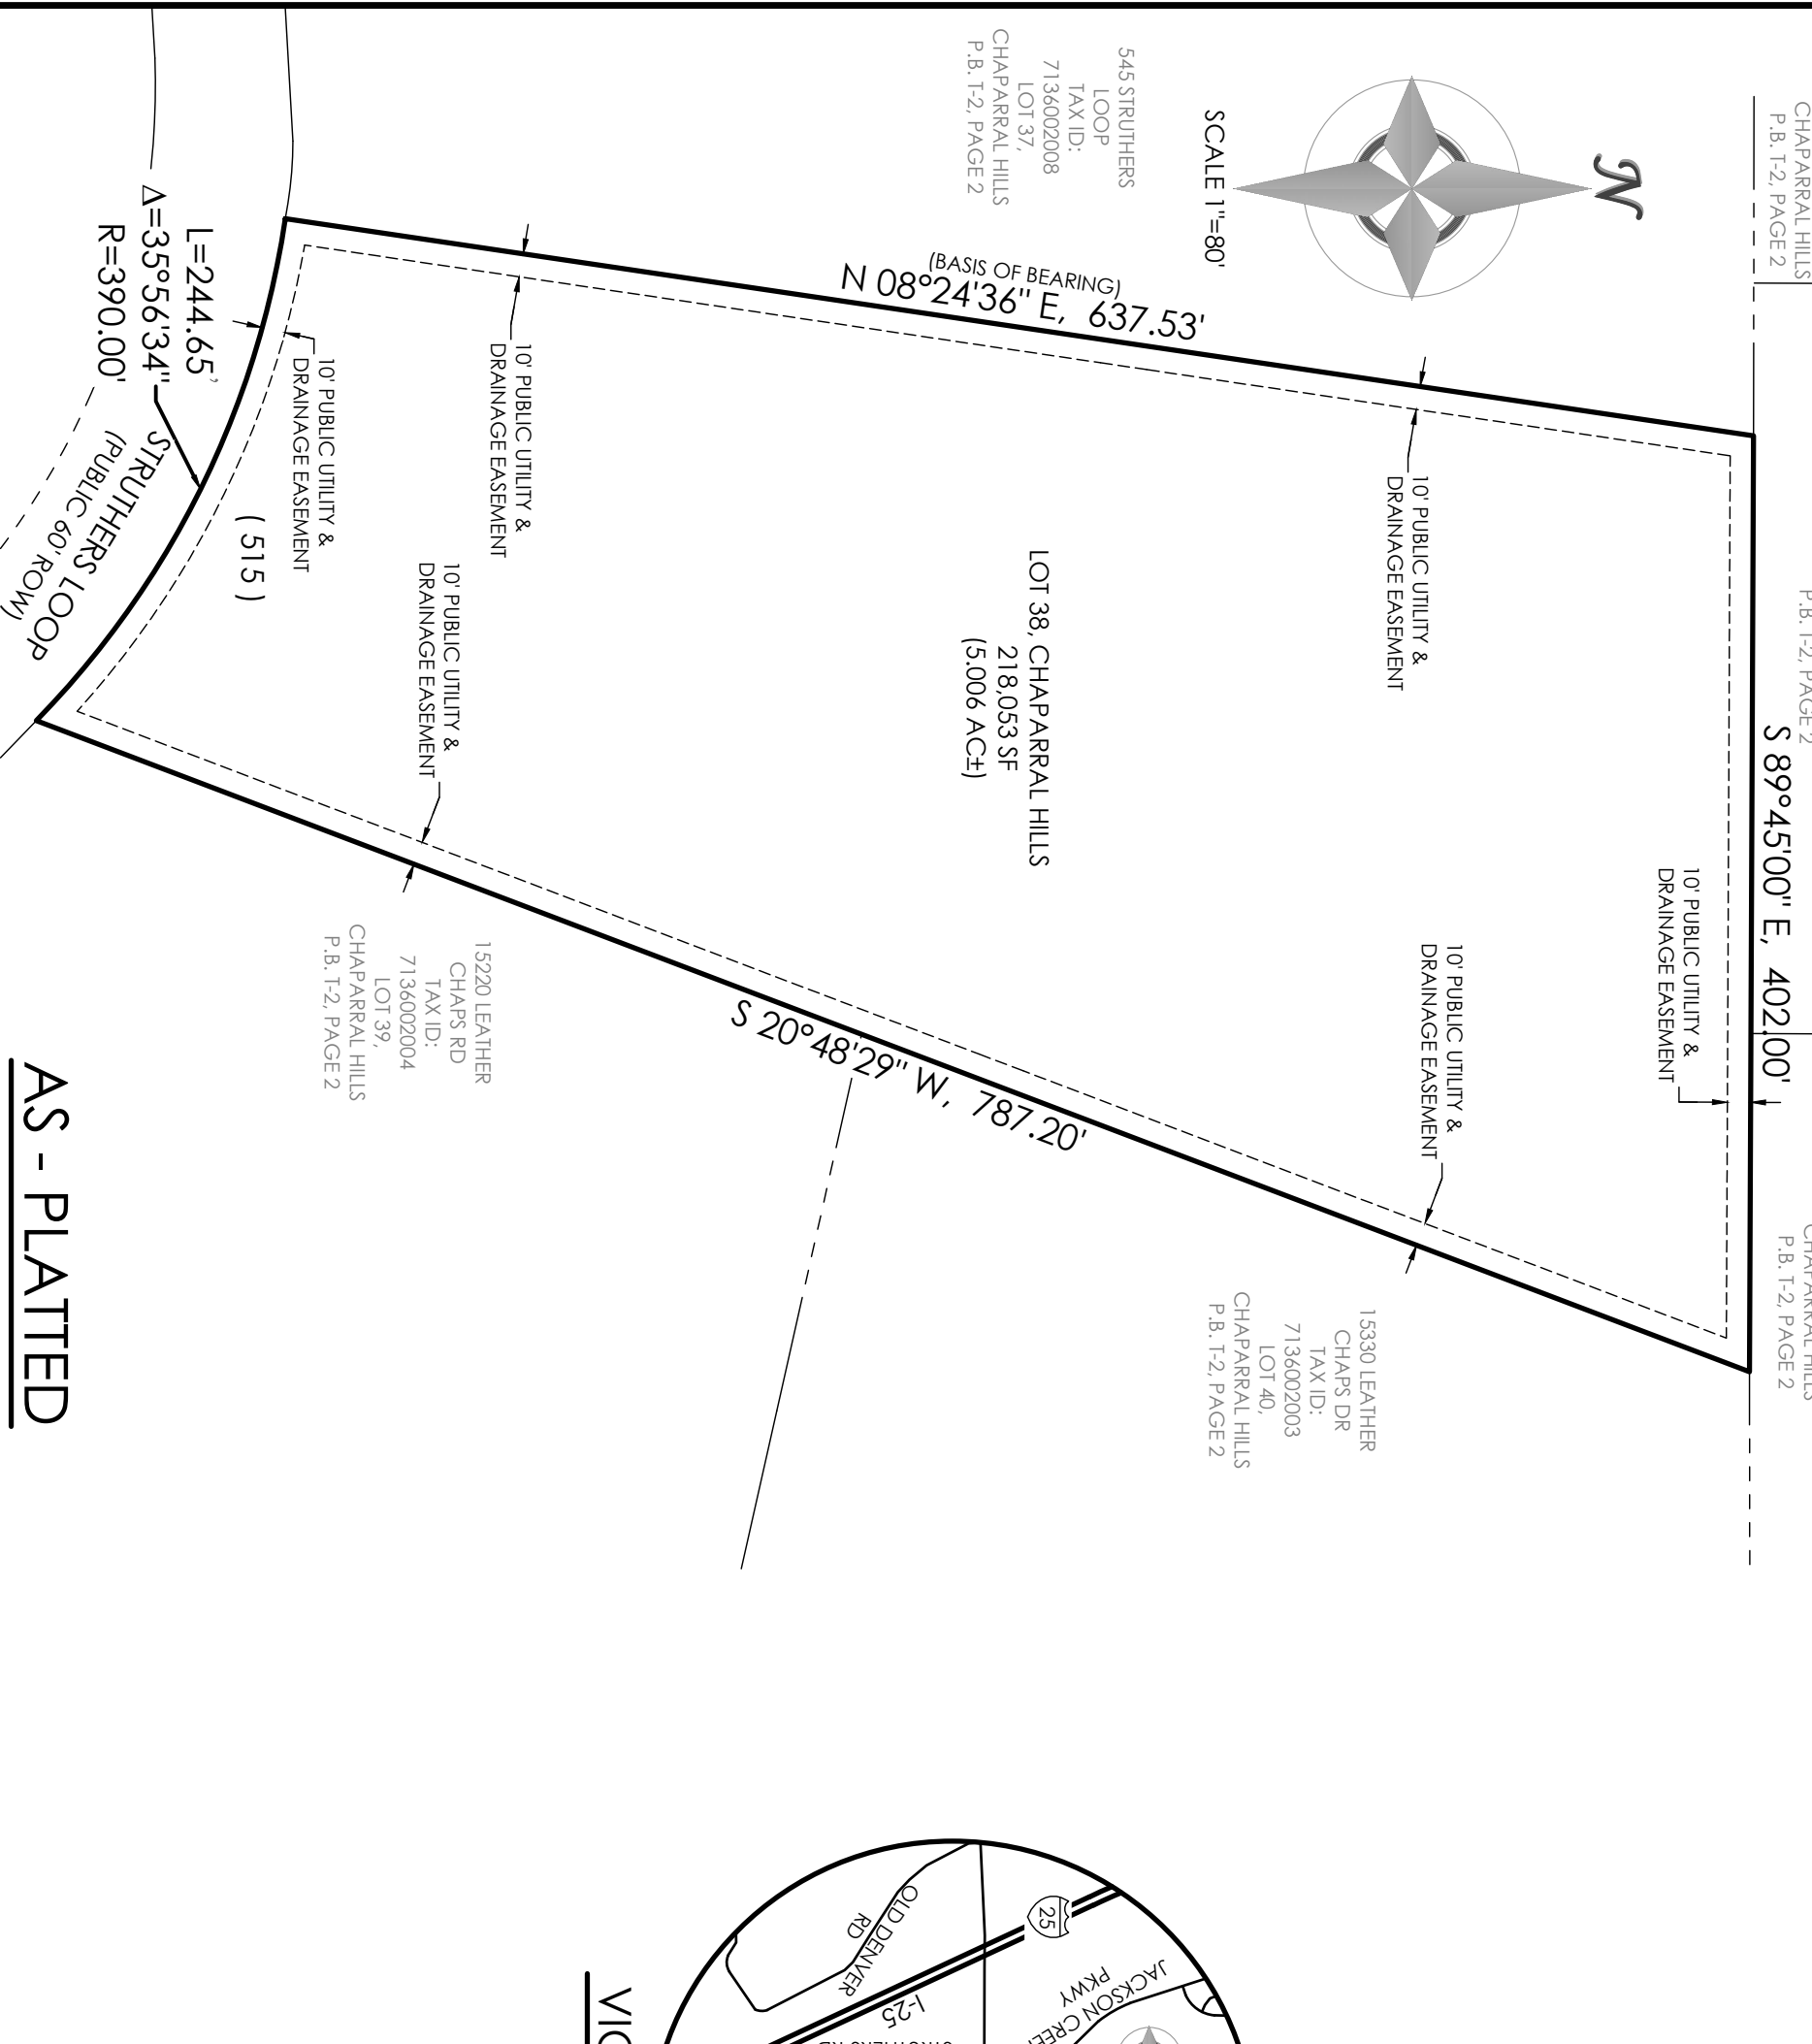 CHAPARRAL HILLS
P.B. T-2, PAGE 2
P.B. T-2, PAGE 2
CHAPARRAL HILLS
P.B. T-2, PAGE 2
N
SCALE 1"=80'
545 STRUTHERS
LOOP
TAX ID:
7136002008
LOT 37,
CHAPARRAL HILLS
P.B. T-2, PAGE 2
S 89°45'00" E, 402.00'
10' PUBLIC UTILITY &
DRAINAGE EASEMENT
(BASIS OF BEARING)
N 08°24'36" E, 637.53'
10' PUBLIC UTILITY &
DRAINAGE EASEMENT
10' PUBLIC UTILITY &
DRAINAGE EASEMENT
LOT 38, CHAPARRAL HILLS
218,053 SF
(5.006 AC±)
15330 LEATHER
CHAPS DR
TAX ID:
7136002003
LOT 40,
CHAPARRAL HILLS
P.B. T-2, PAGE 2
S 20°48'29" W, 787.20'
10' PUBLIC UTILITY &
DRAINAGE EASEMENT
10' PUBLIC UTILITY &
DRAINAGE EASEMENT
15220 LEATHER
CHAPS RD
TAX ID:
7136002004
LOT 39,
CHAPARRAL HILLS
P.B. T-2, PAGE 2
10' PUBLIC UTILITY &
DRAINAGE EASEMENT
( 515 )
L=244.65'
Δ=35°56'34"
R=390.00'
STRUTHERS LOOP
(PUBLIC 60' ROW)
AS - PLATTED
JACKSON CREEK
PKWY
25
I-25
OLD DENVER
RD